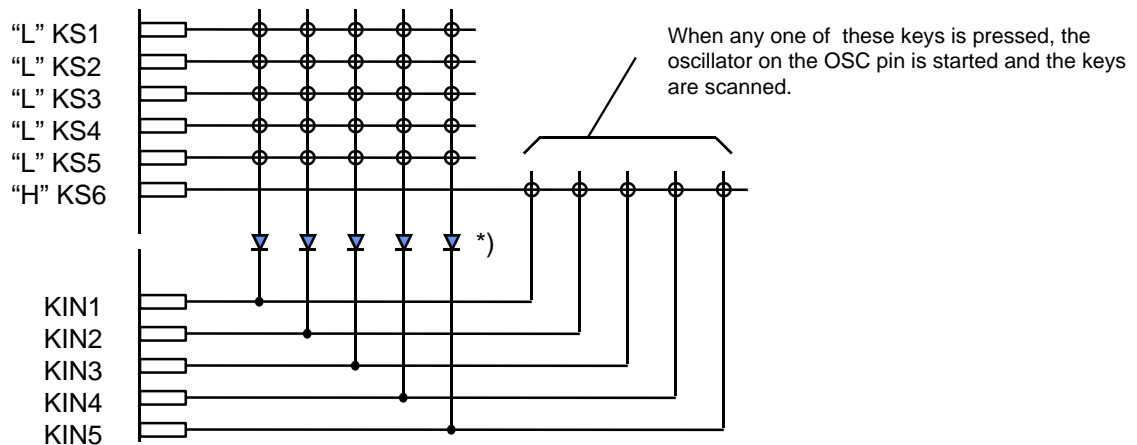 “L” KS1
“L” KS2
“L” KS3
“L” KS4
“L” KS5
“H” KS6
When any one of these keys is pressed, the
oscillator on the OSC pin is started and the keys
are scanned.
*)
KIN1
KIN2
KIN3
KIN4
KIN5